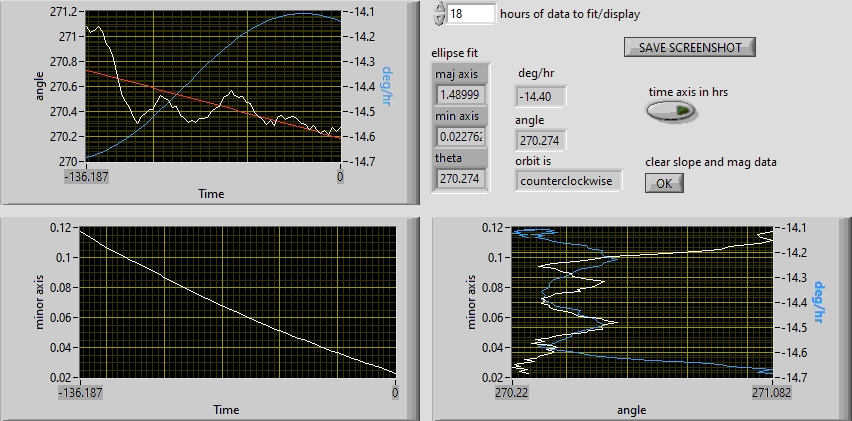 18 hours of data to fit/display
SAVE SCREENSHOT
271.2
271
270.8
270.6
270.4
270.2
270
angle
-14.1
-14.2
-14.3
-14.4
-14.5
-14.6
-14.7
deg/hr
-136.187
0
Time
ellipse fit
maj axis
1.48999
min axis
0.022762
theta
270.274
deg/hr
-14.40
angle
270.274
orbit is
counterclockwise
time axis in hrs
clear slope and mag data
OK
0.12
0.1
0.08
0.06
0.04
0.02
minor axis
-136.187
0
Time
0.12
0.1
0.08
0.06
0.04
0.02
minor axis
-14.1
-14.2
-14.3
-14.4
-14.5
-14.6
-14.7
deg/hr
270.22
271.082
angle